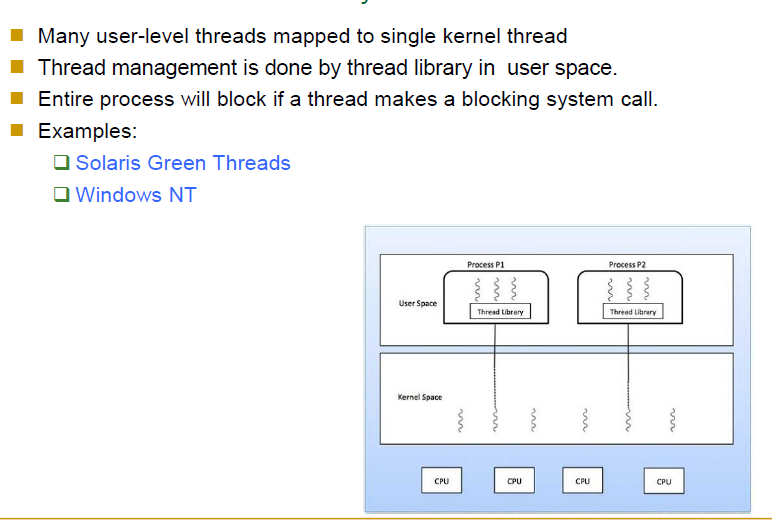 Many user-level threads mapped to single kernel thread
Thread management is done by thread library in user space.
Entire process will block if a thread makes a blocking system call.
Examples:
Solaris Green Threads
Windows NT
Process P1
Process P2
User Space
Thread Library
Thread Library
Kernel Space
CPU
CPU
CPU
CPU